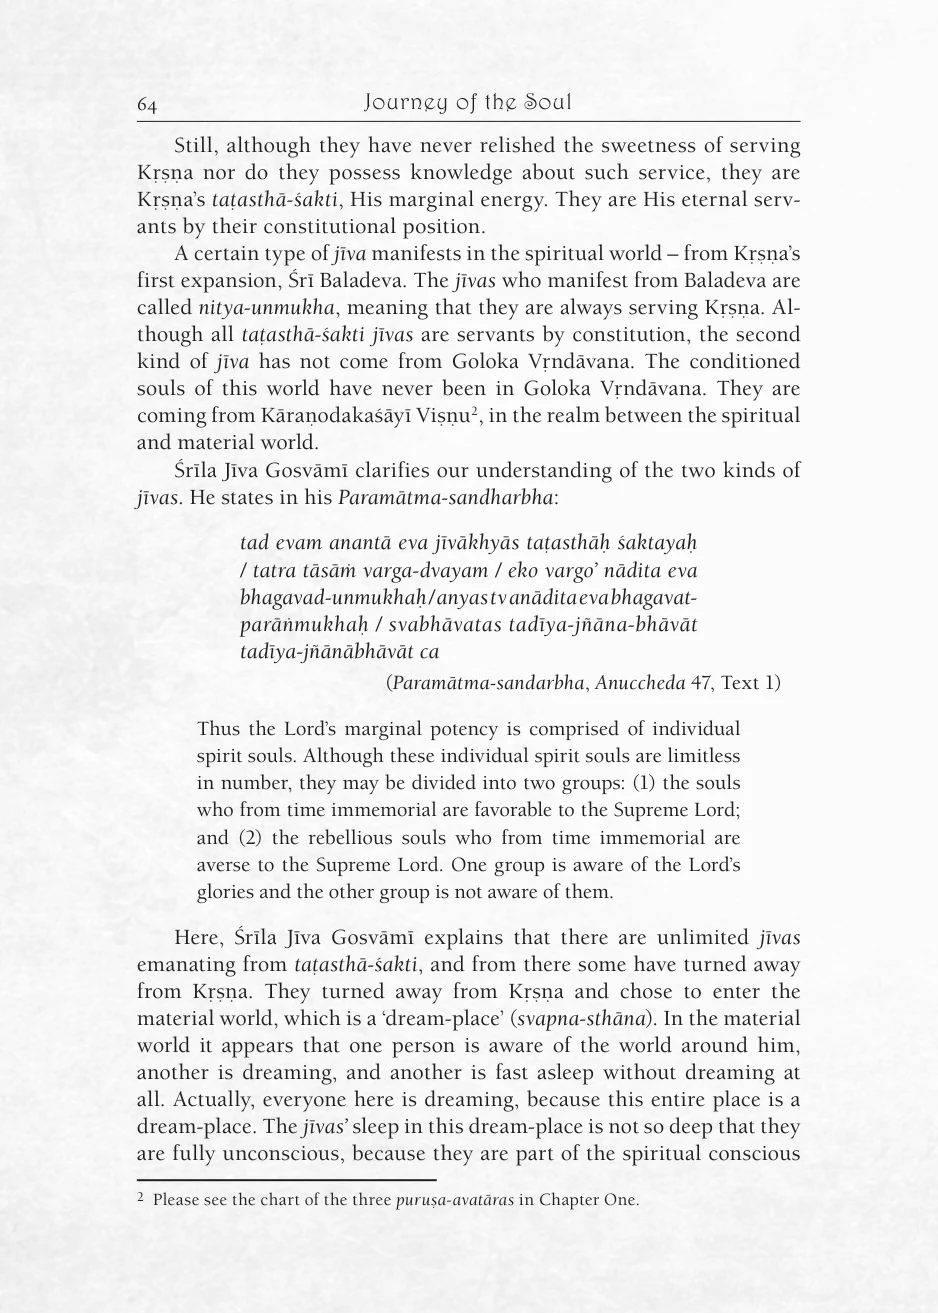 64 Journey of the Soul
Still, although they have never relished the sweetness of serving
Kṛṣṇa nor do they possess knowledge about such service, they are
Kṛṣṇa’s taṭasthā-śakti, His marginal energy. They are His eternal serv-
ants by their constitutional position.
A certain type of jīva manifests in the spiritual world – from Kṛṣṇa’s
first expansion, Śrī Baladeva. The jīvas who manifest from Baladeva are
called nitya-unmukha, meaning that they are always serving Kṛṣṇa. Al-
though all taṭasthā-śakti jīvas are servants by constitution, the second
kind of jīva has not come from Goloka Vṛndāvana. The conditioned
souls of this world have never been in Goloka Vṛndāvana. They are
coming from Kāraṇodakaśāyī Viṣṇu², in the realm between the spiritual
and material world.
Śrīla Jīva Gosvāmī clarifies our understanding of the two kinds of
jīvas. He states in his Paramātma-sandharbha:
tad evam anantā eva jīvākhyās taṭasthāḥ śaktayaḥ
/ tatra tāsāṁ varga-dvayam / eko vargo’ nādita eva
bhagavad-unmukhaḥ/anyas tv anādita eva bhagavat-
parāṅmukhaḥ / svabhāvatas tadīya-jñāna-bhāvāt
tadīya-jñānābhāvāt ca
(Paramātma-sandarbha, Anuccheda 47, Text 1)
Thus the Lord’s marginal potency is comprised of individual
spirit souls. Although these individual spirit souls are limitless
in number, they may be divided into two groups: (1) the souls
who from time immemorial are favorable to the Supreme Lord;
and (2) the rebellious souls who from time immemorial are
averse to the Supreme Lord. One group is aware of the Lord’s
glories and the other group is not aware of them.
Here, Śrīla Jīva Gosvāmī explains that there are unlimited jīvas
emanating from taṭasthā-śakti, and from there some have turned away
from Kṛṣṇa. They turned away from Kṛṣṇa and chose to enter the
material world, which is a ‘dream-place’ (svapna-sthāna). In the material
world it appears that one person is aware of the world around him,
another is dreaming, and another is fast asleep without dreaming at
all. Actually, everyone here is dreaming, because this entire place is a
dream-place. The jīvas’ sleep in this dream-place is not so deep that they
are fully unconscious, because they are part of the spiritual conscious
² Please see the chart of the three puruṣa-avatāras in Chapter One.